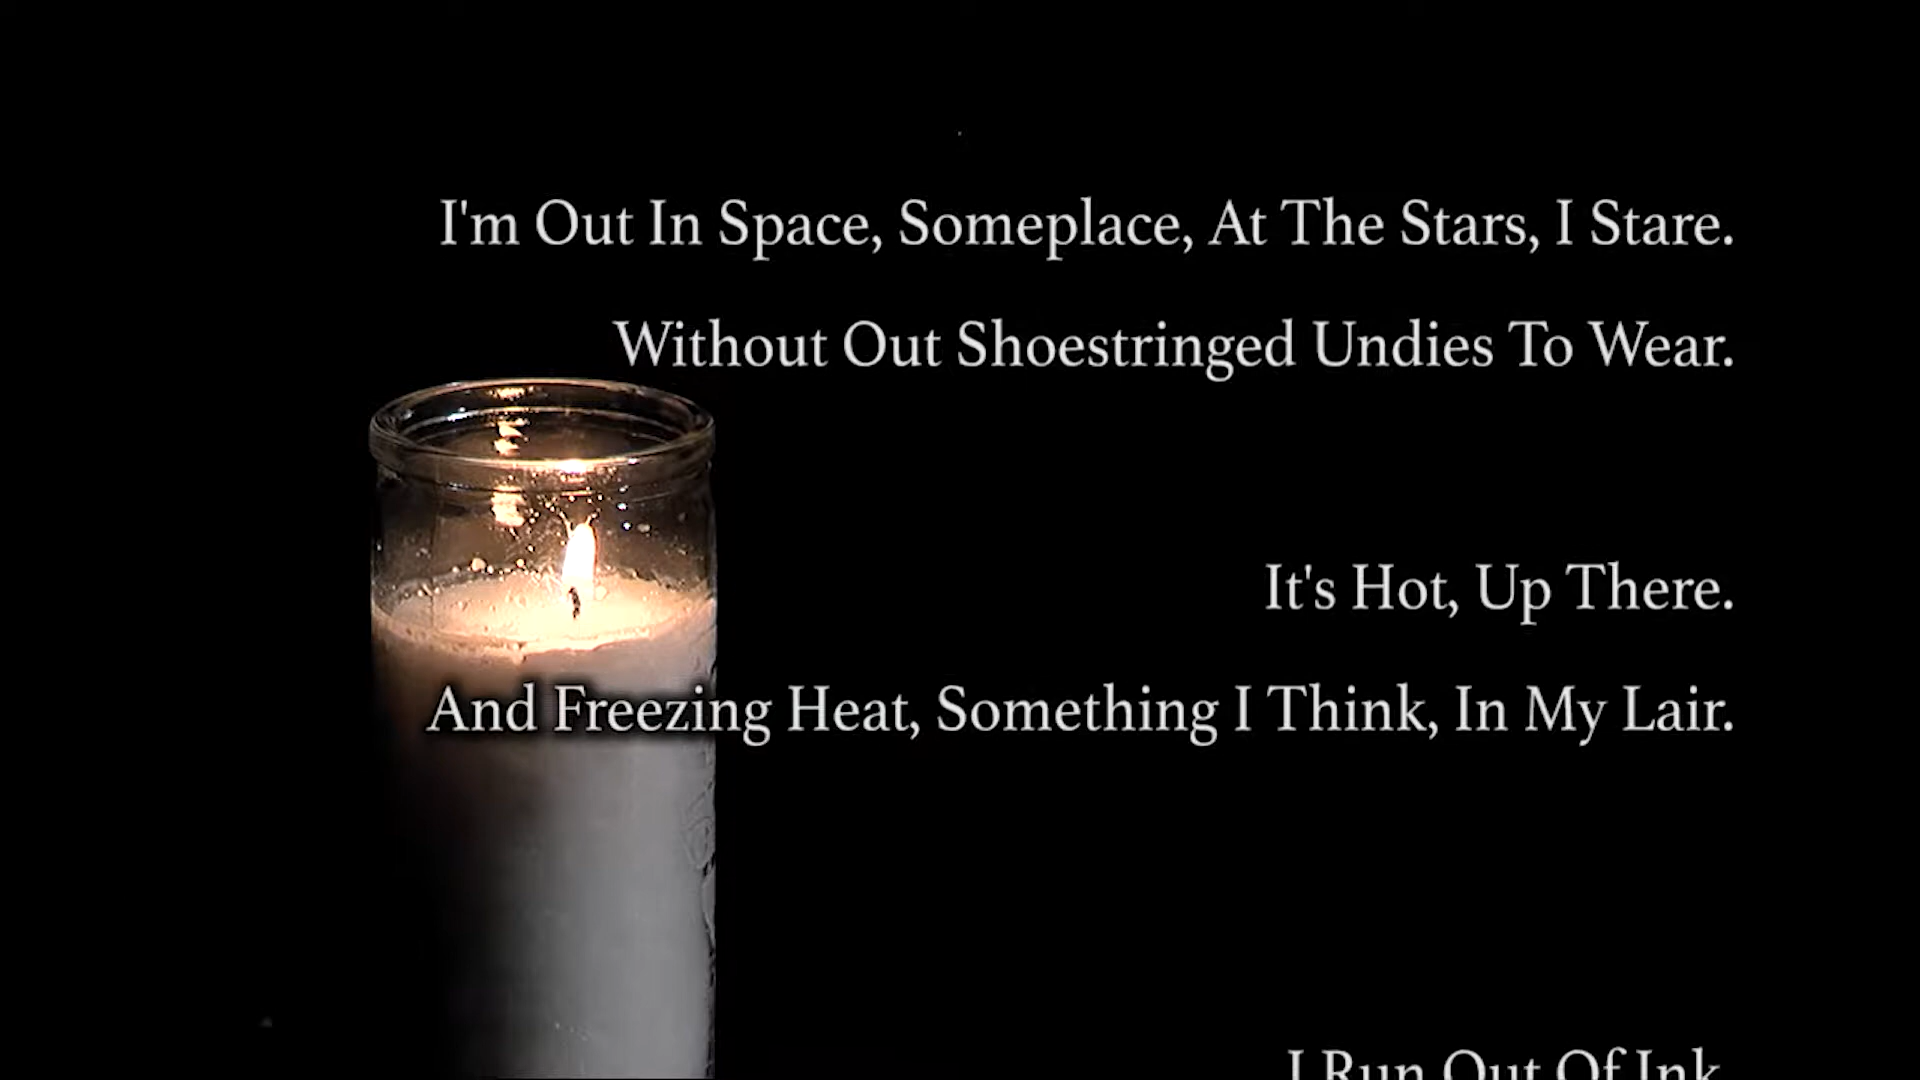 I'm Out In Space, Someplace, At The Stars, I Stare.
Without Out Shoestringed Undies To Wear.
It's Hot, Up There.
And Freezing Heat, Something I Think, In My Lair.
I Run Out Of Ink